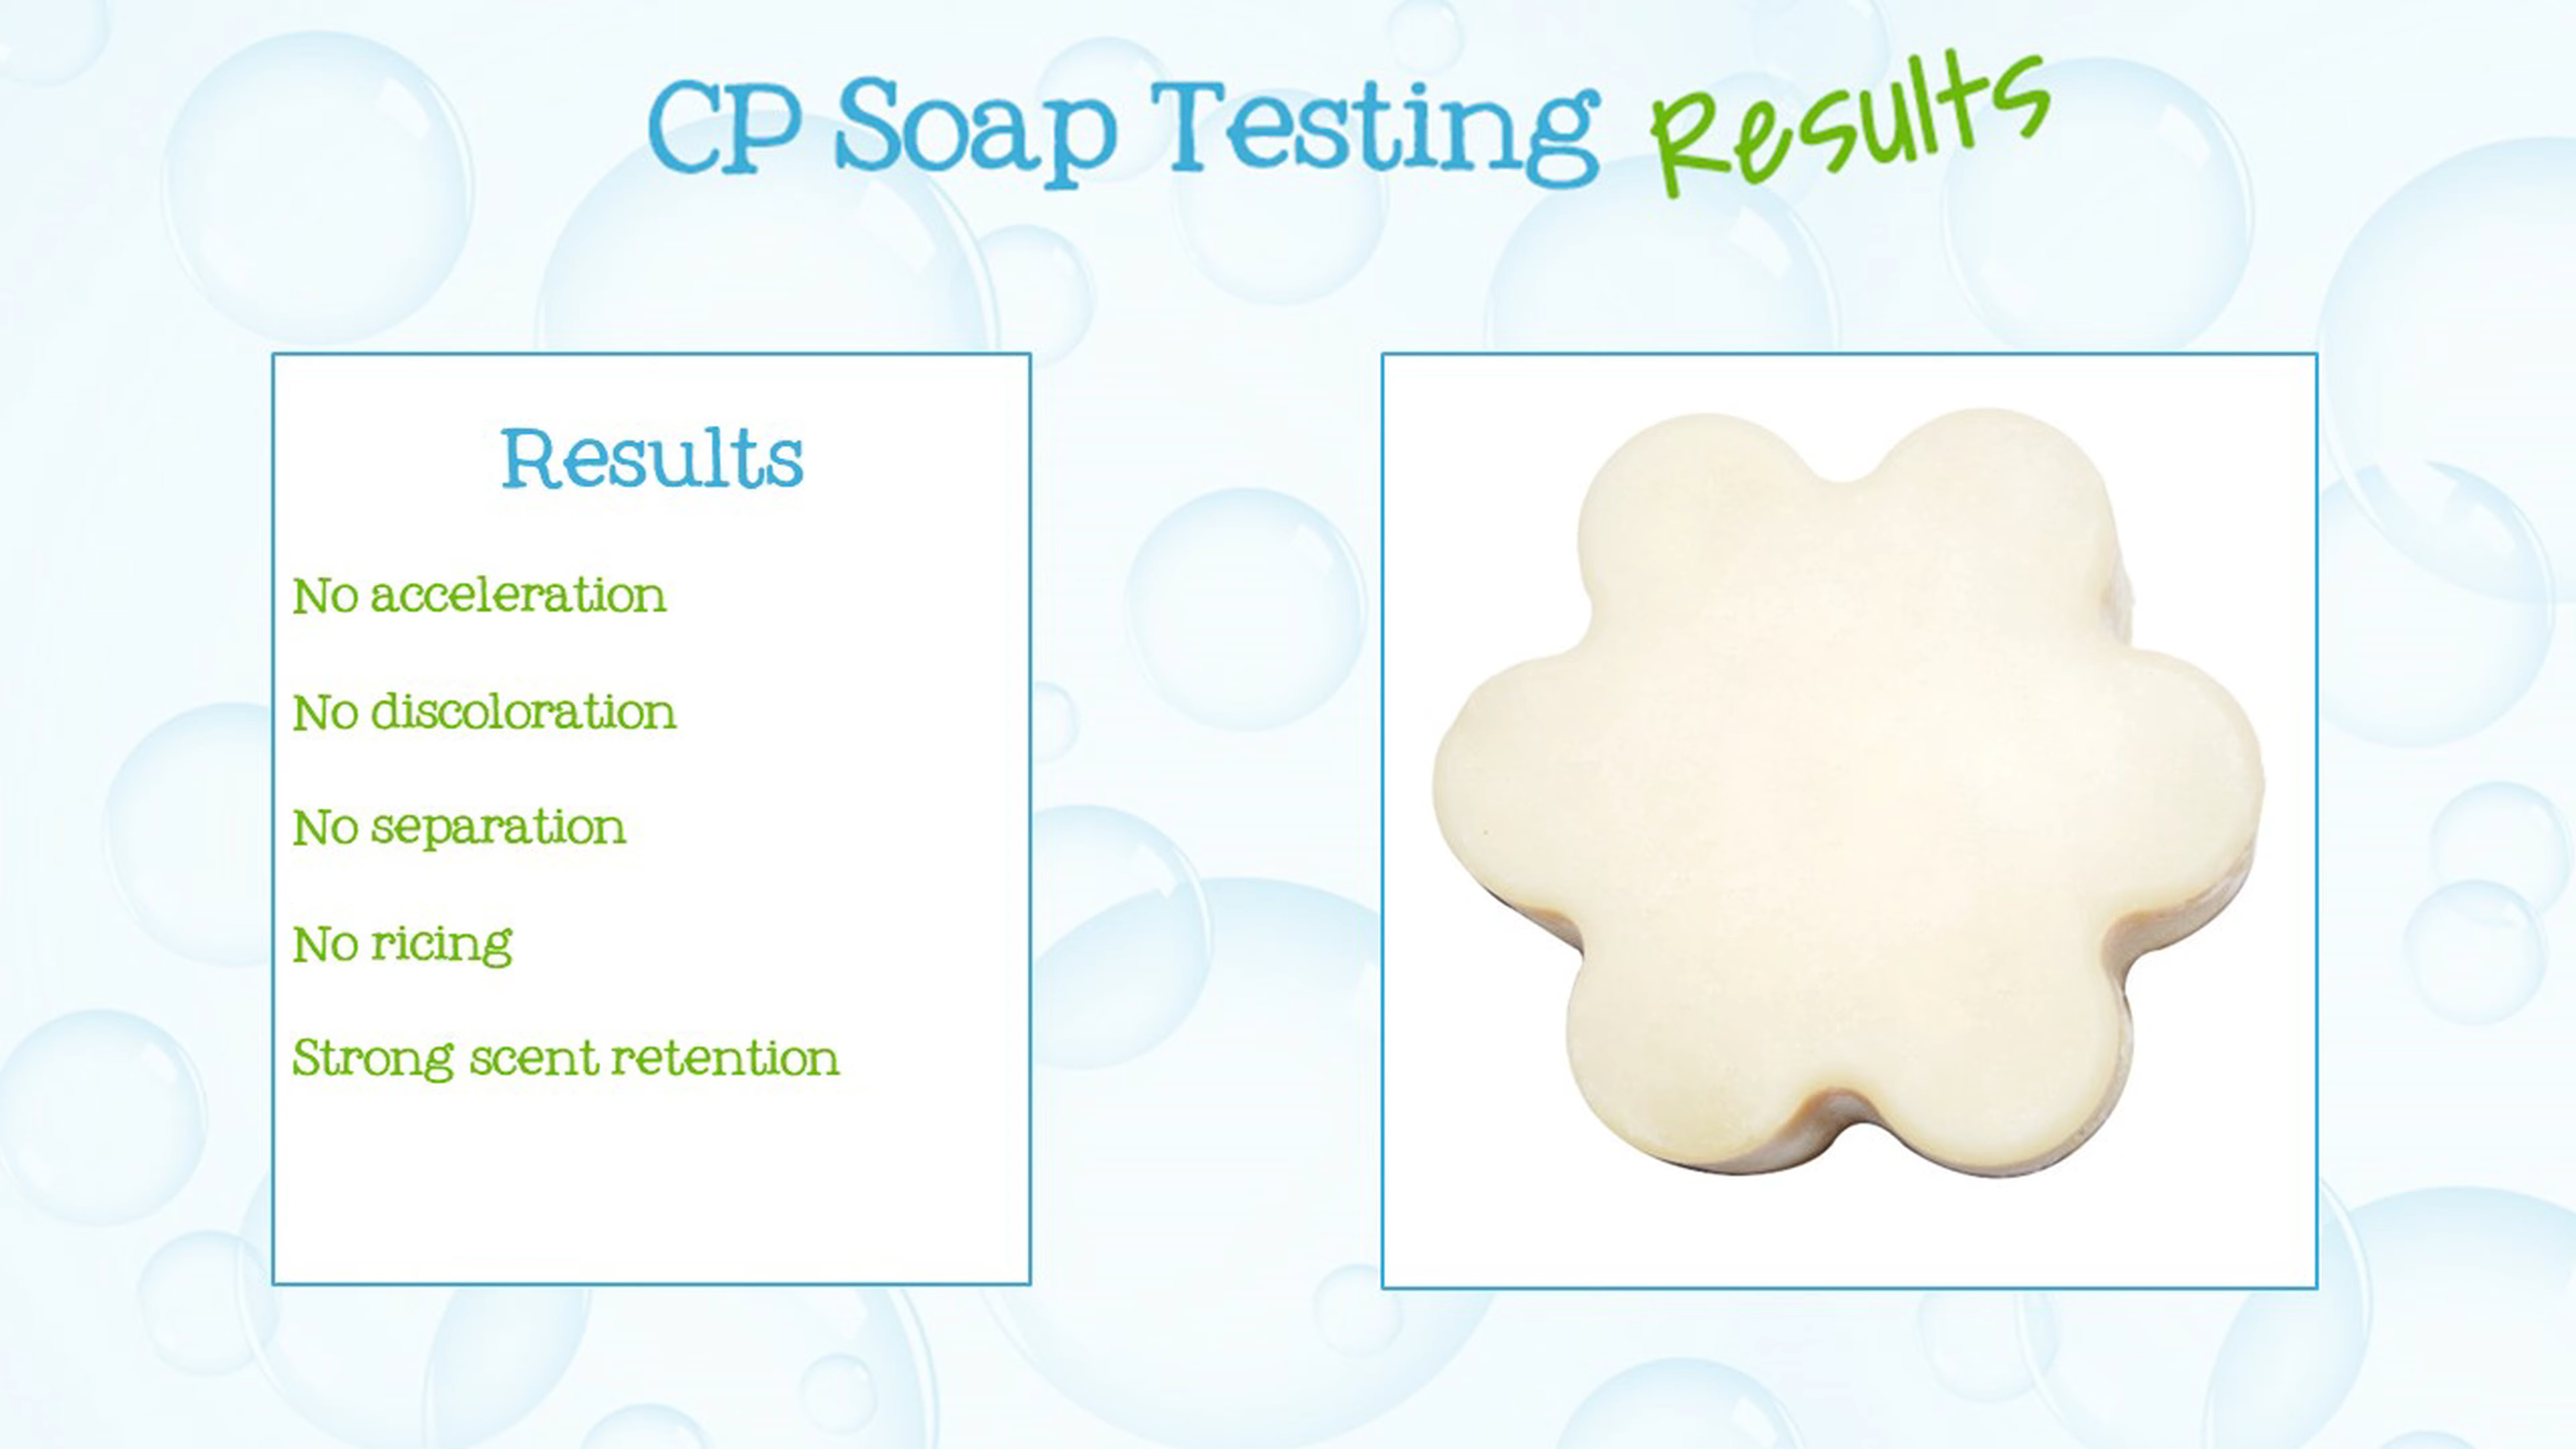 CP Soap Testing Results
Results
No acceleration
No discoloration
No separation
No ricing
Strong scent retention